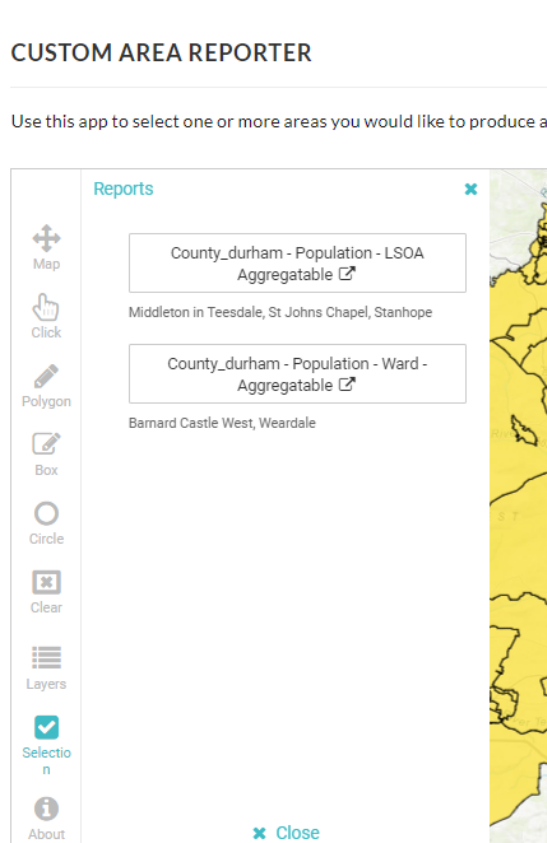 CUSTOM AREA REPORTER
Use this app to select one or more areas you would like to produce a
Reports
County_durham - Population - LSOA
Aggregatable
Middleton in Teesdale, St Johns Chapel, Stanhope
County_durham - Population - Ward -
Aggregatable
Barnard Castle West, Weardale
Map
Click
Polygon
Box
Circle
Clear
Layers
Selectio
n
About
Close